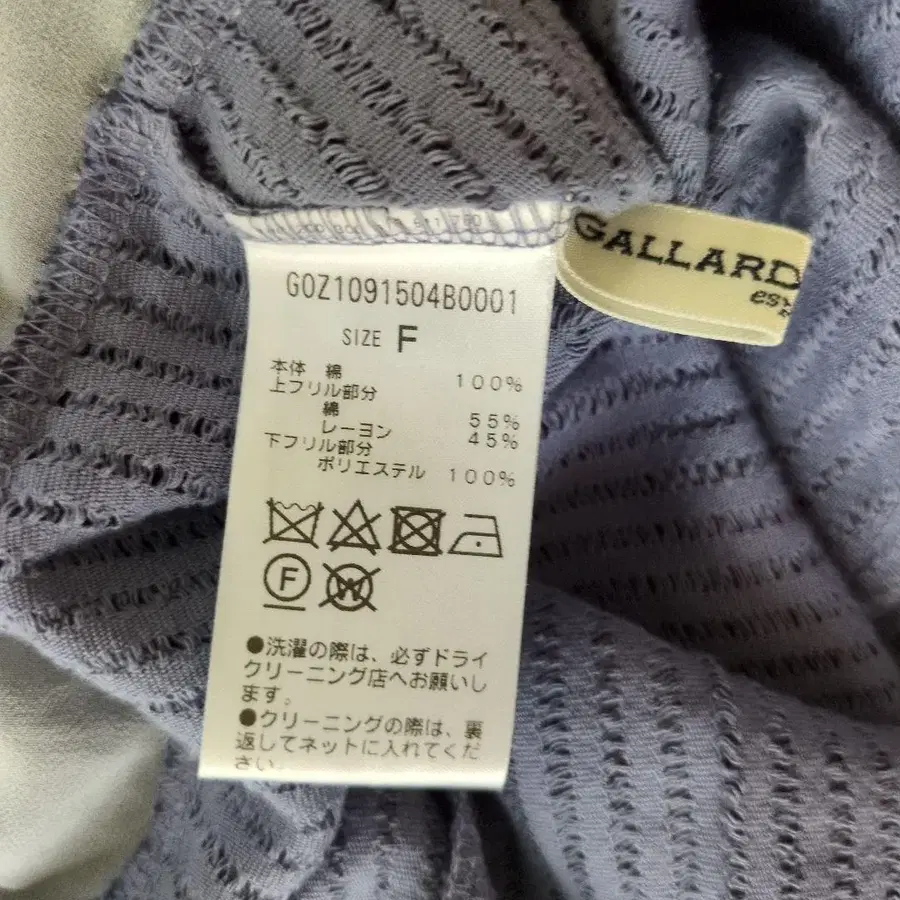 GALLARD
est
G0Z1091504B0001
SIZE F
本体 綿 100%
上フリル部分
綿 55%
レーヨン 45%
下フリル部分
ポリエステル 100%
F
W
●洗濯の際は、必ずドライ
クリーニング店へお願いし
ます。
●クリーニングの際は、裏
返してネットに入れてくだ
さい。